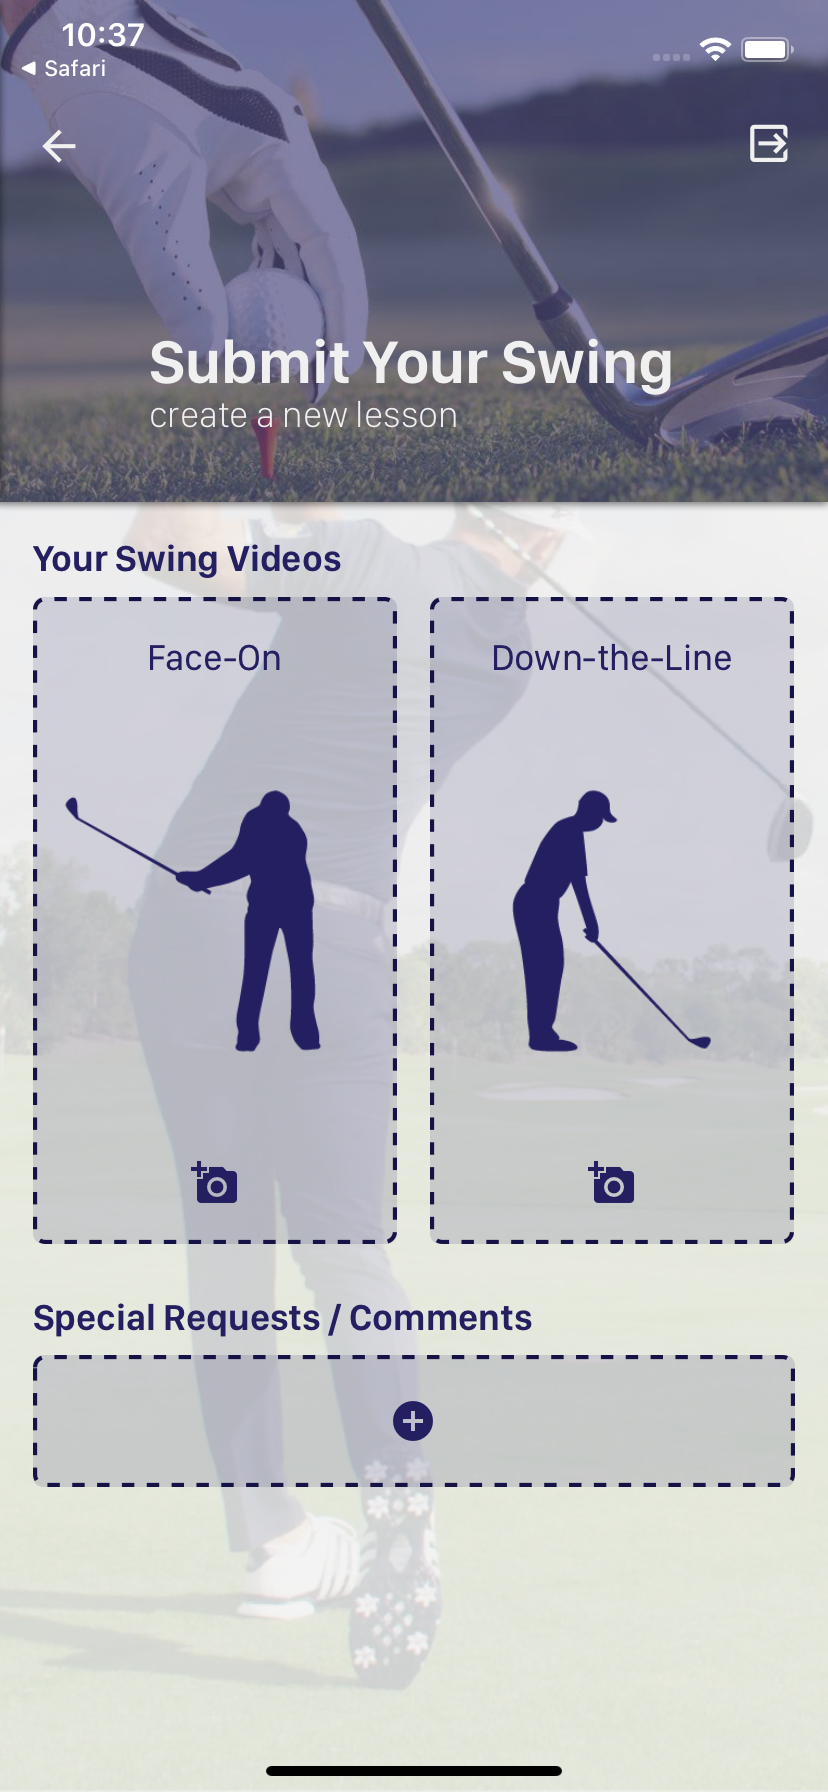 10:37
◀ Safari
Submit Your Swing
create a new lesson
Your Swing Videos
Face-On
Down-the-Line
Special Requests / Comments